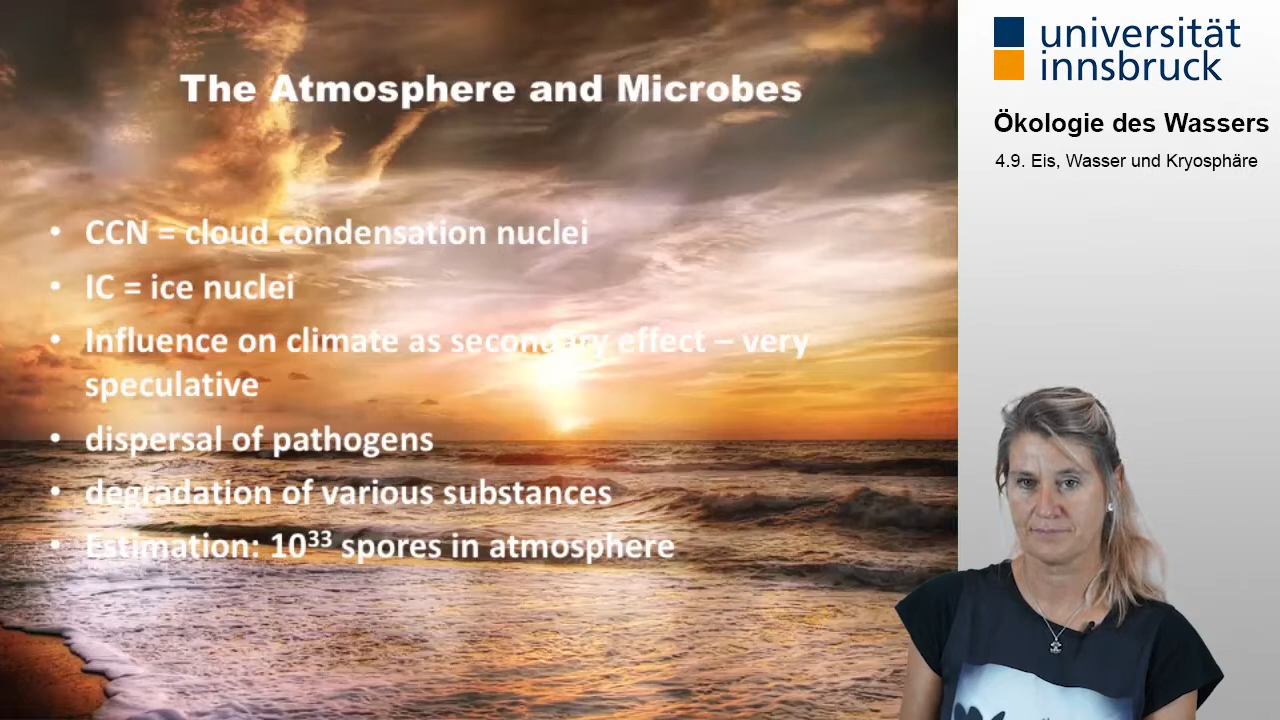 The Atmosphere and Microbes
• CCN = cloud condensation nuclei
• IC = ice nuclei
• Influence on climate as secondary effect – very
speculative
• dispersal of pathogens
• degradation of various substances
• Estimation: 10³³ spores in atmosphere
universität
innsbruck
Ökologie des Wassers
4.9. Eis, Wasser und Kryosphäre